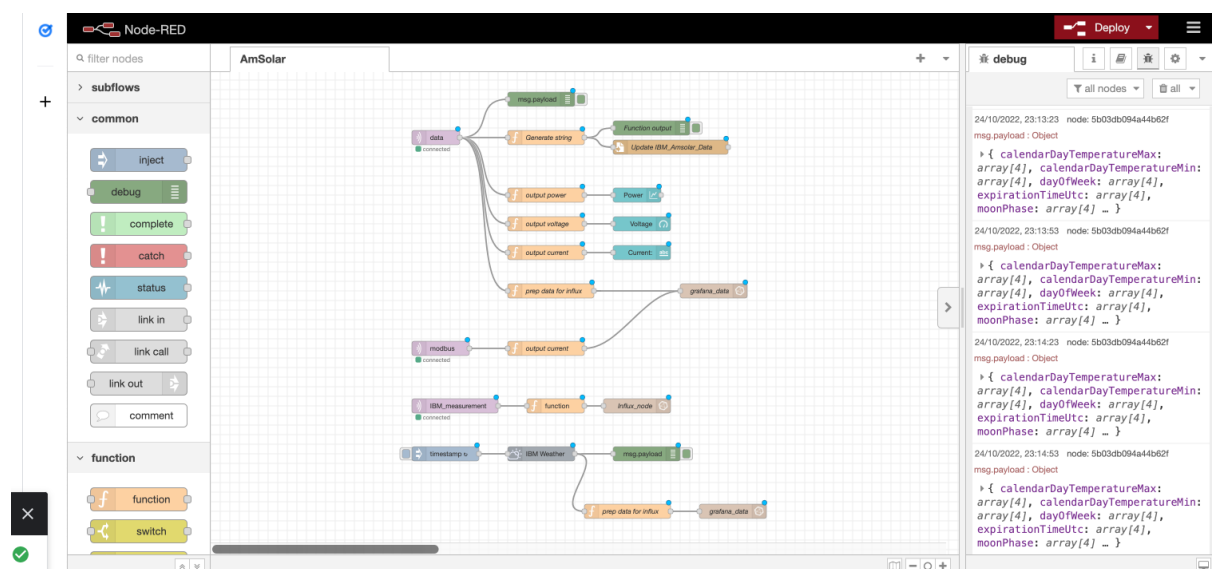 Node-RED
Deploy
filter nodes
AmSolar
debug
i
all nodes
all
subflows
common
inject
debug
complete
catch
status
link in
link call
link out
comment
function
function
switch
msg.payload
data
connected
Generate string
Function output
Update IBM_Amsolar_Data
output power
Power
output voltage
Voltage
output current
Current:
prep data for influx
grafana_data
modbus
connected
output current
IBM_measurement
connected
function
Influx_node
timestamp ↻
IBM Weather
msg.payload
prep data for influx
grafana_data
24/10/2022, 23:13:23 node: 5b03db094a44b62f
msg.payload : Object
{ calendarDayTemperatureMax:
array[4], calendarDayTemperatureMin:
array[4], dayOfWeek: array[4],
expirationTimeUtc: array[4],
moonPhase: array[4] … }
24/10/2022, 23:13:53 node: 5b03db094a44b62f
msg.payload : Object
{ calendarDayTemperatureMax:
array[4], calendarDayTemperatureMin:
array[4], dayOfWeek: array[4],
expirationTimeUtc: array[4],
moonPhase: array[4] … }
24/10/2022, 23:14:23 node: 5b03db094a44b62f
msg.payload : Object
{ calendarDayTemperatureMax:
array[4], calendarDayTemperatureMin:
array[4], dayOfWeek: array[4],
expirationTimeUtc: array[4],
moonPhase: array[4] … }
24/10/2022, 23:14:53 node: 5b03db094a44b62f
msg.payload : Object
{ calendarDayTemperatureMax:
array[4], calendarDayTemperatureMin:
array[4], dayOfWeek: array[4],
expirationTimeUtc: array[4],
moonPhase: array[4] … }